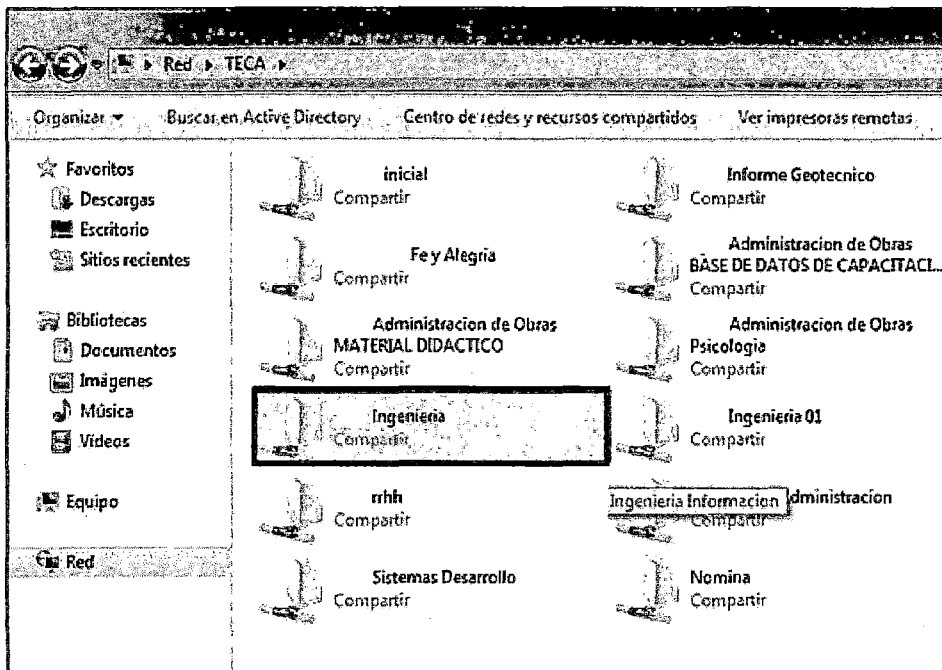 Red ▸ TECA ▸
Organizar Buscar en Active Directory Centro de redes y recursos compartidos Ver impresoras remotas
Favoritos
Descargas
Escritorio
Sitios recientes
Bibliotecas
Documentos
Imágenes
Música
Vídeos
Equipo
Red
inicial
Compartir
Informe Geotecnico
Compartir
Fe y Alegria
Compartir
Administracion de Obras
BASE DE DATOS DE CAPACITACI...
Compartir
Administracion de Obras
MATERIAL DIDACTICO
Compartir
Administracion de Obras
Psicologia
Compartir
Ingenieria
Compartir
Ingenieria 01
Compartir
rrhh
Compartir
Ingenieria Informacion
dministracion
Compartir
Sistemas Desarrollo
Compartir
Nomina
Compartir